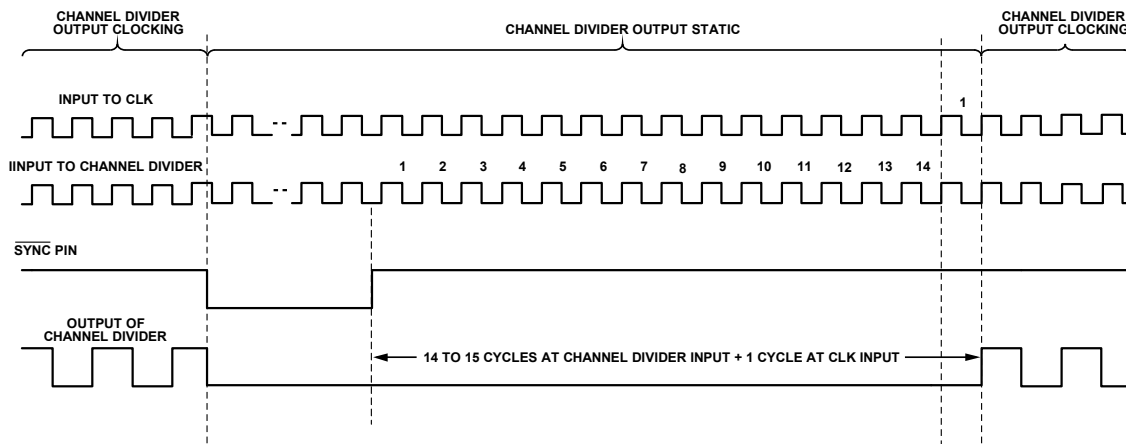 CHANNEL DIVIDER
OUTPUT CLOCKING
CHANNEL DIVIDER OUTPUT STATIC
CHANNEL DIVIDER
OUTPUT CLOCKING
INPUT TO CLK
1
IINPUT TO CHANNEL DIVIDER
1 2 3 4 5 6 7 8 9 10 11 12 13 14
SYNC PIN
OUTPUT OF
CHANNEL DIVIDER
14 TO 15 CYCLES AT CHANNEL DIVIDER INPUT + 1 CYCLE AT CLK INPUT